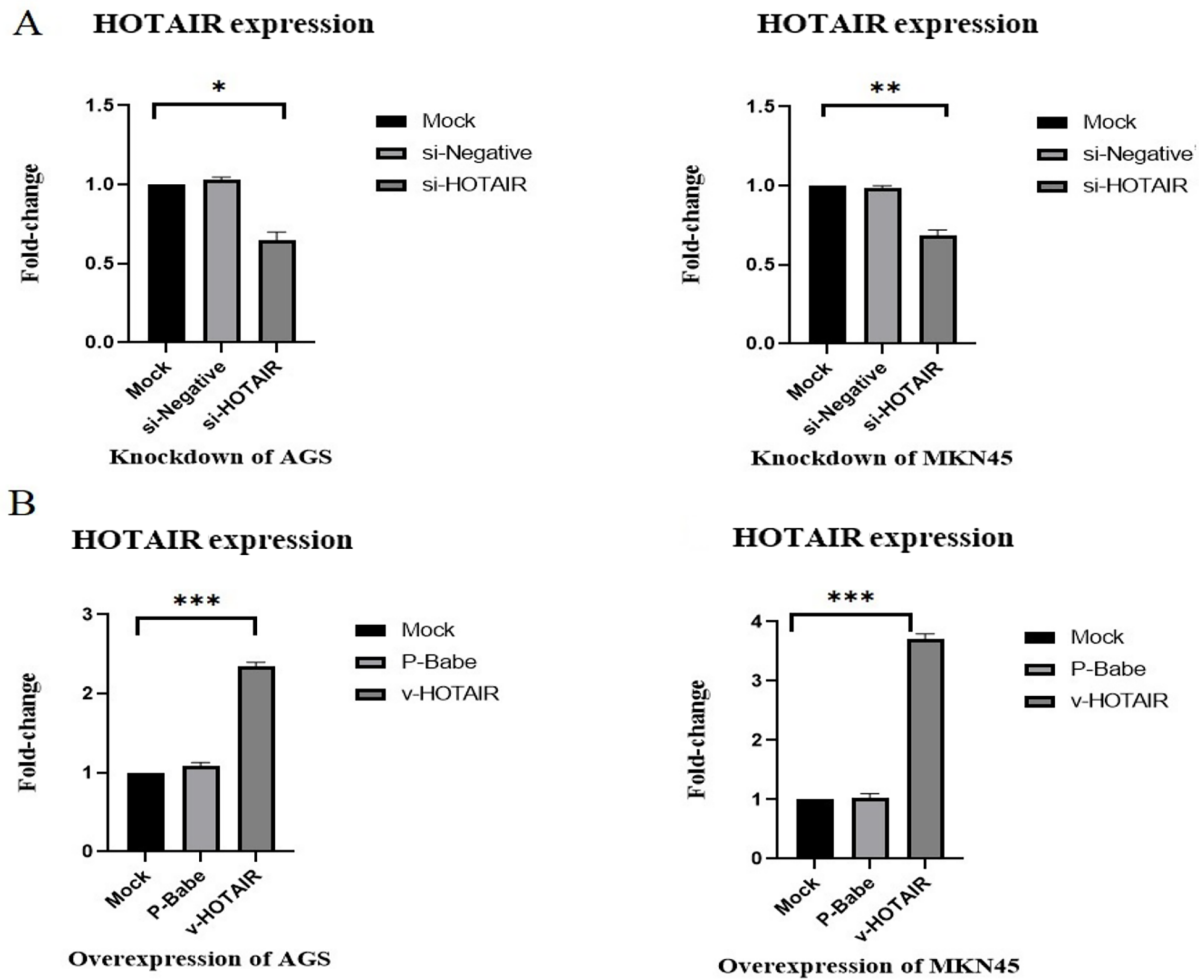 A
HOTAIR expression
*
1.5
1.0
0.5
0.0
Fold-change
Mock
si-Negative
si-HOTAIR
Mock
si-Negative
si-HOTAIR
Knockdown of AGS
HOTAIR expression
**
1.5
1.0
0.5
0.0
Fold-change
Mock
si-Negative
si-HOTAIR
Mock
si-Negative
si-HOTAIR
Knockdown of MKN45
B
HOTAIR expression
***
3
2
1
0
Fold-change
Mock
P-Babe
v-HOTAIR
Mock
P-Babe
v-HOTAIR
Overexpression of AGS
HOTAIR expression
***
4
3
2
1
0
Fold-change
Mock
P-Babe
v-HOTAIR
Mock
P-Babe
v-HOTAIR
Overexpression of MKN45